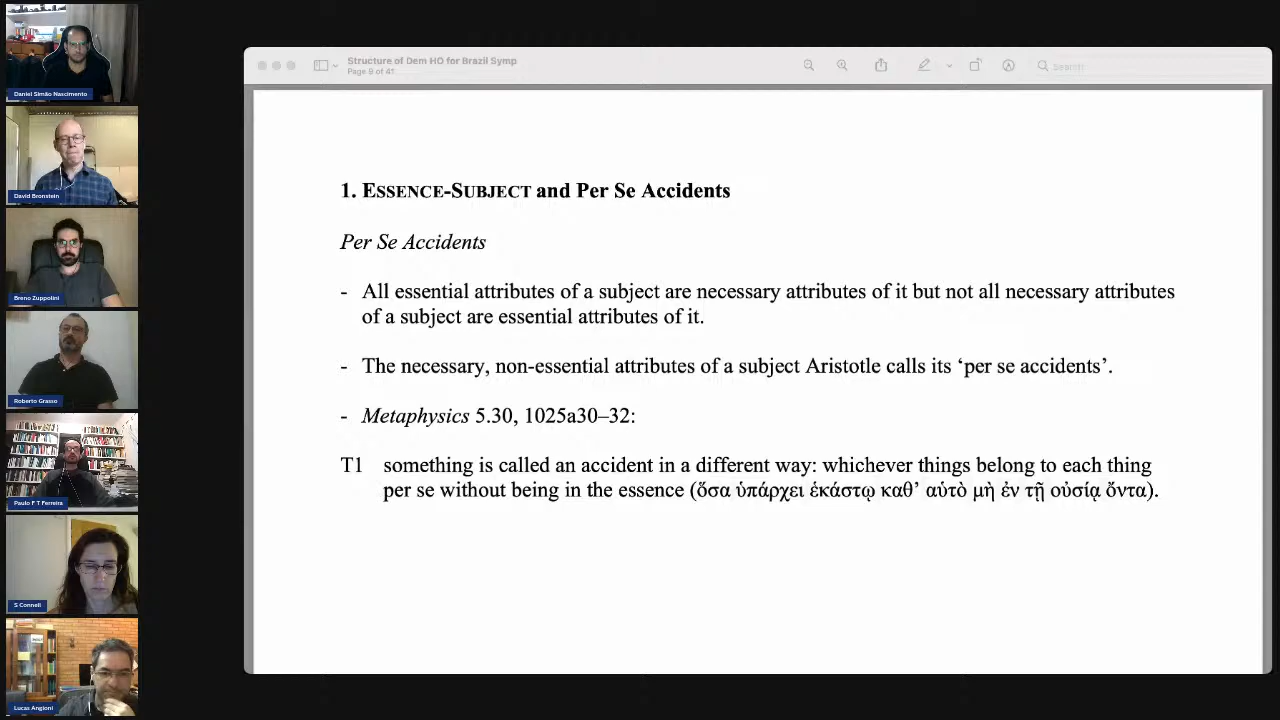 Structure of Dem HO for Brazil Symp
Page 9 of 41
Search
1. ESSENCE-SUBJECT and Per Se Accidents
Per Se Accidents
- All essential attributes of a subject are necessary attributes of it but not all necessary attributes
of a subject are essential attributes of it.
- The necessary, non-essential attributes of a subject Aristotle calls its ‘per se accidents’.
- Metaphysics 5.30, 1025a30–32:
T1 something is called an accident in a different way: whichever things belong to each thing
per se without being in the essence (ὅσα ὑπάρχει ἑκάστῳ καθ’ αὑτὸ μὴ ἐν τῇ οὐσίᾳ ὄντα).
Daniel Simão Nascimento
David Bronstein
Breno Zuppolini
Roberto Grasso
Paulo F T Ferreira
S Connell
Lucas Angioni